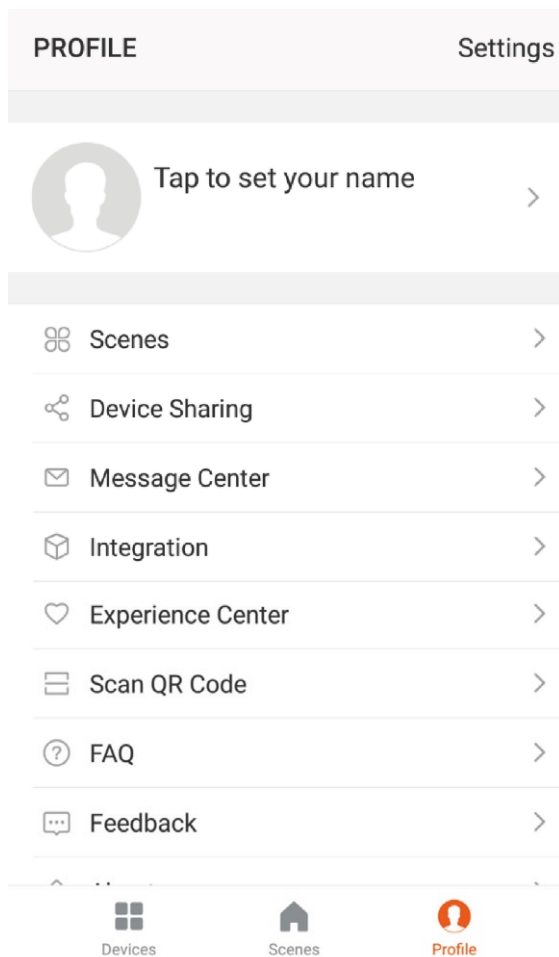 PROFILE Settings
Tap to set your name
Scenes
Device Sharing
Message Center
Integration
Experience Center
Scan QR Code
FAQ
Feedback
Devices Scenes Profile